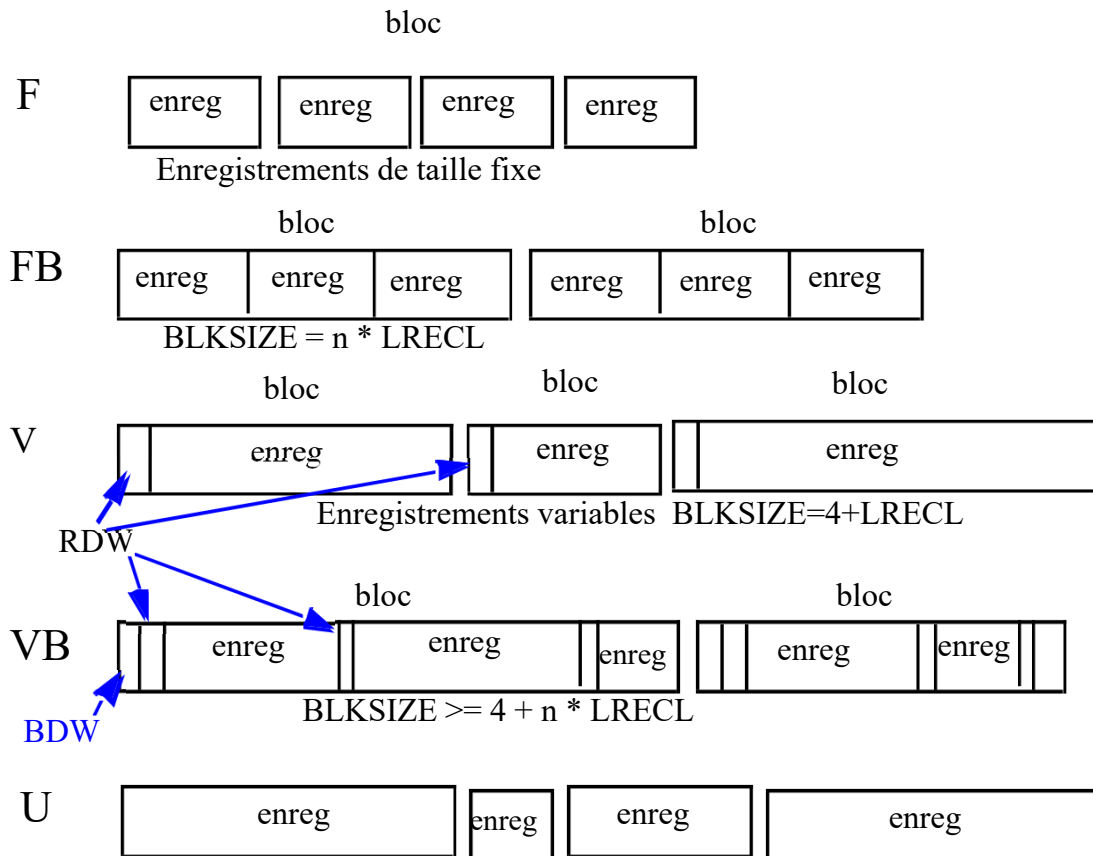 bloc
F
enreg enreg enreg enreg
Enregistrements de taille fixe
bloc bloc
FB
enreg enreg enreg enreg enreg enreg
BLKSIZE = n * LRECL
bloc bloc bloc
V
enreg enreg enreg
Enregistrements variables BLKSIZE=4+LRECL
RDW
bloc bloc
VB
enreg enreg enreg enreg enreg
BLKSIZE >= 4 + n * LRECL
BDW
U
enreg enreg enreg enreg